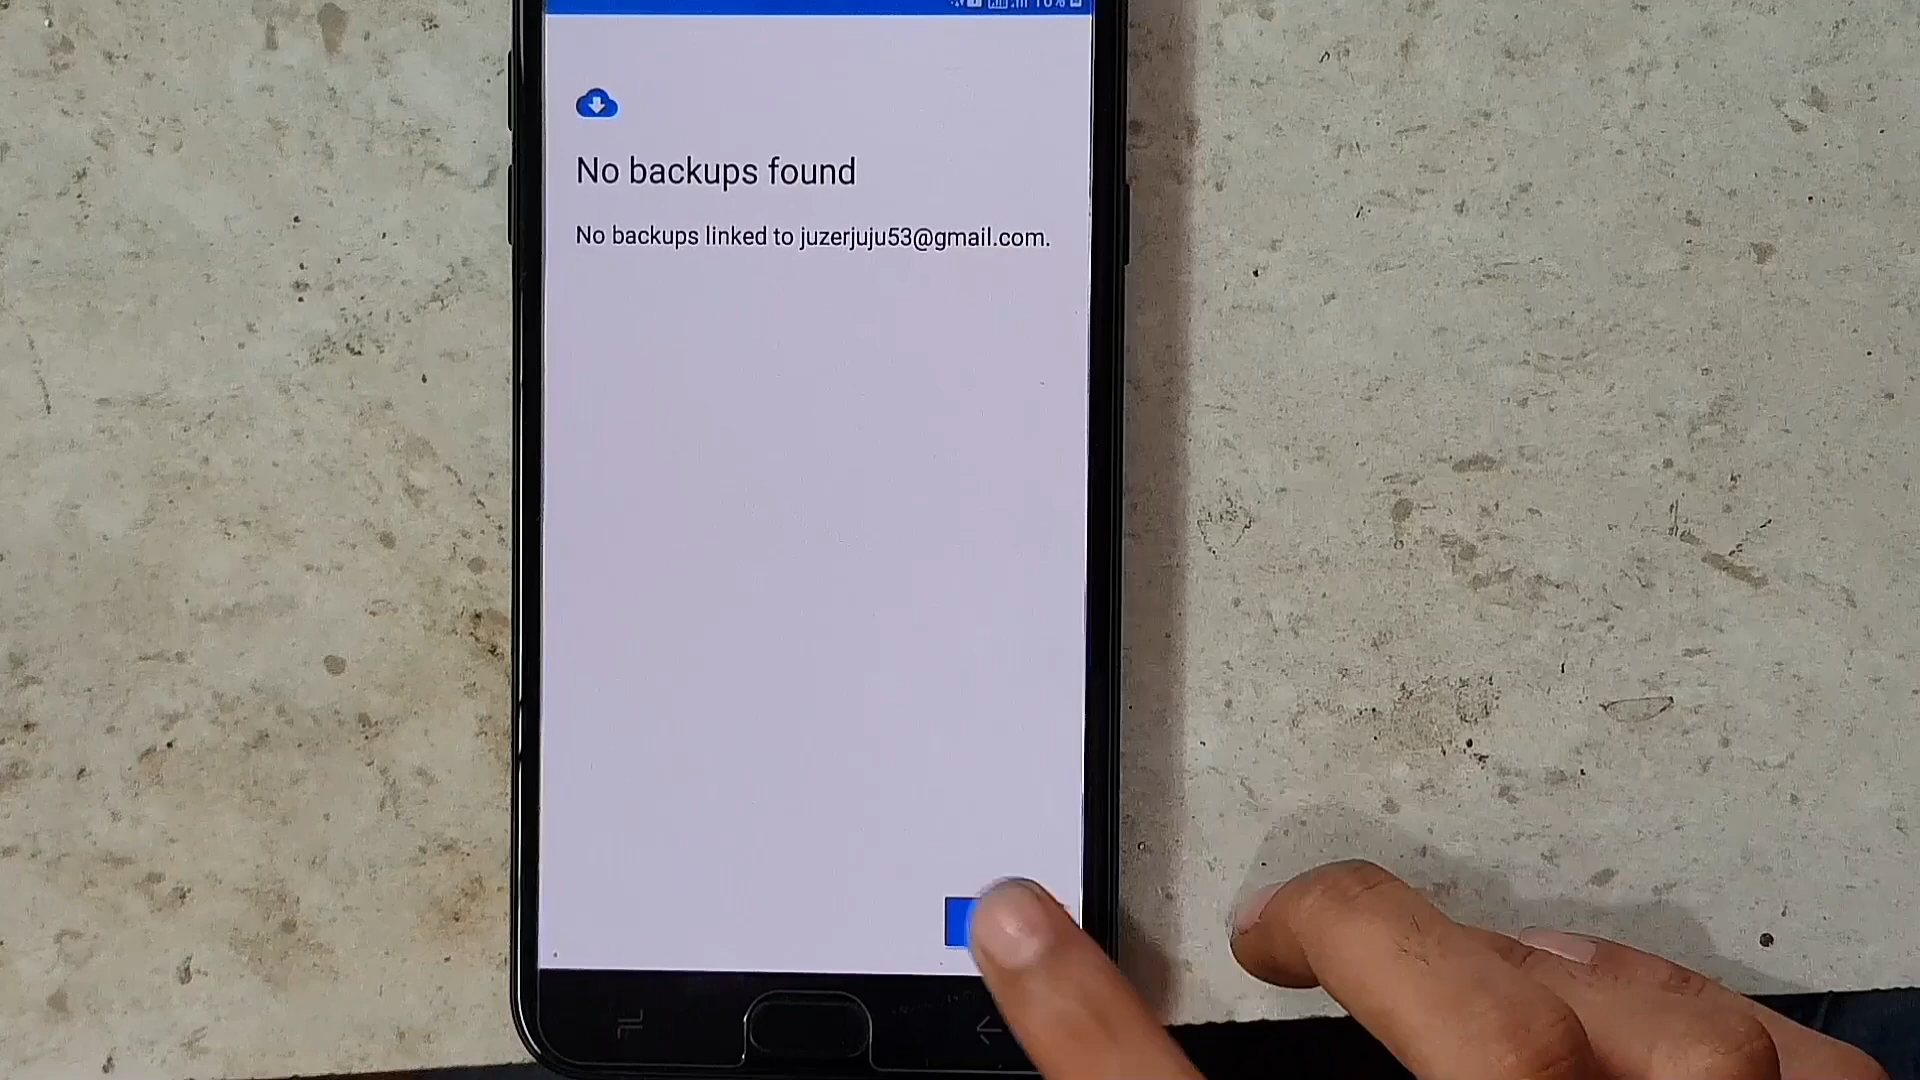 No backups found
No backups linked to juzerjuju53@gmail.com.